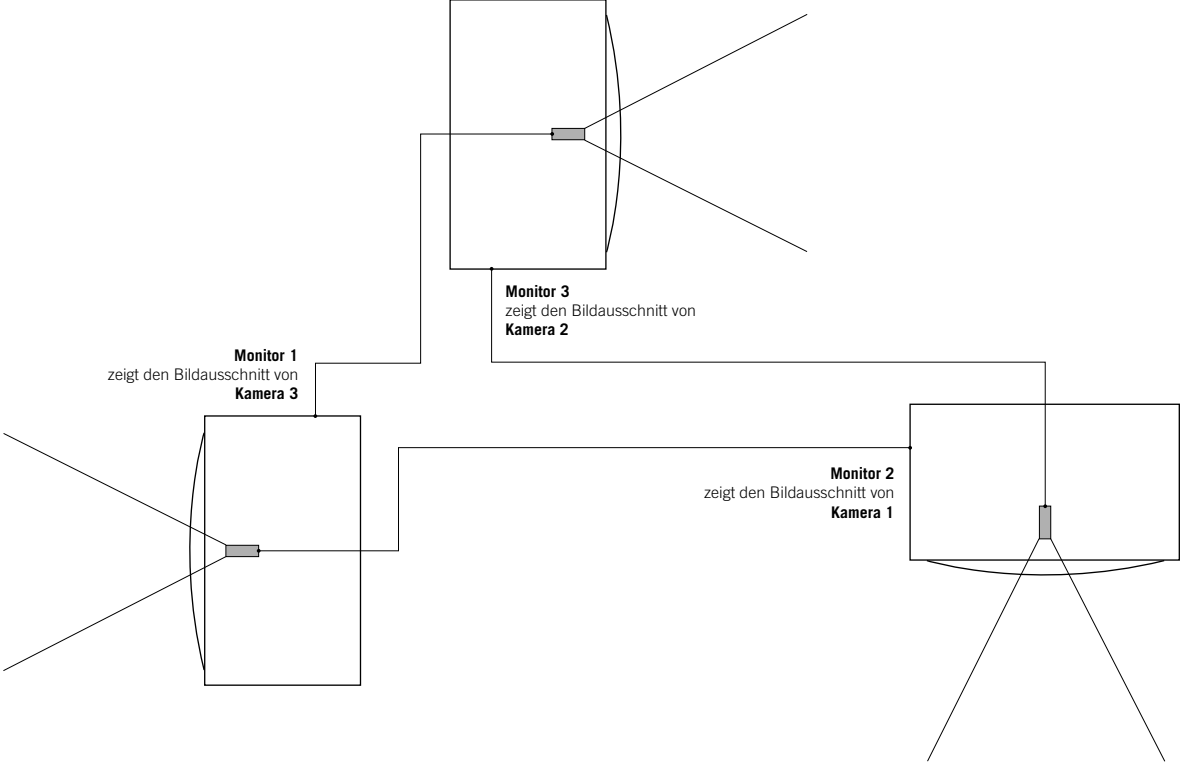 Monitor 3
zeigt den Bildausschnitt von
Kamera 2
Monitor 1
zeigt den Bildausschnitt von
Kamera 3
Monitor 2
zeigt den Bildausschnitt von
Kamera 1